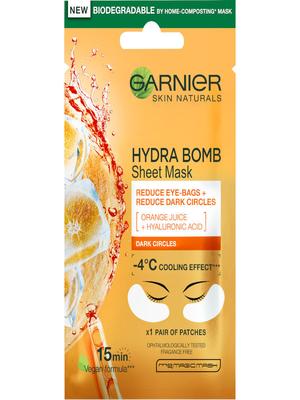 NEW BIODEGRADABLE BY HOME-COMPOSTING* MASK
GARNIER
SKIN NATURALS
HYDRA BOMB
Sheet Mask
REDUCE EYE-BAGS +
REDUCE DARK CIRCLES
[ ORANGE JUICE
+ HYALURONIC ACID ]
DARK CIRCLES
-4°C COOLING EFFECT**
x1 PAIR OF PATCHES
OPHTALMOLOGICALLY TESTED
FRAGRANCE FREE
15min
Vegan formula***